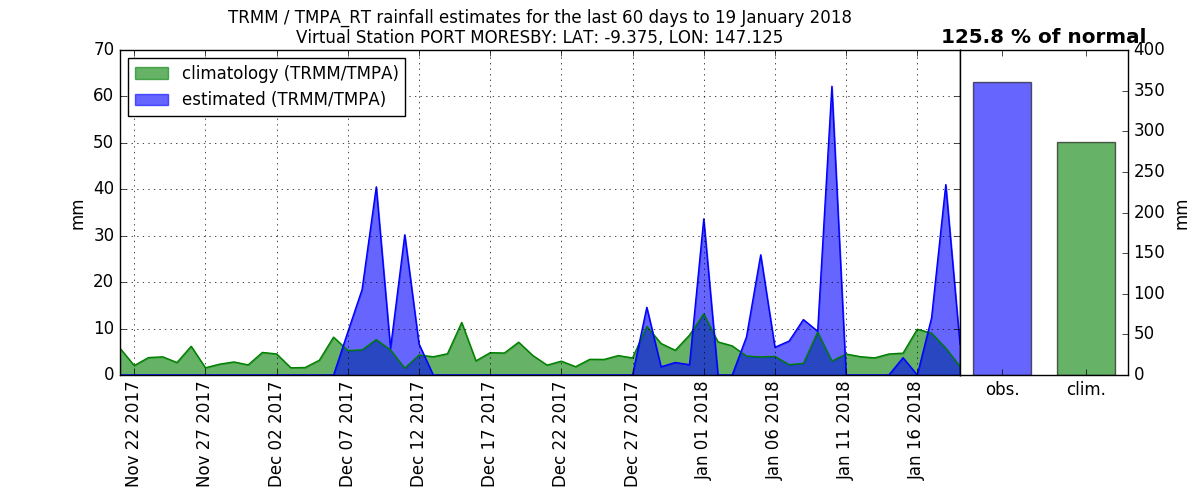 TRMM / TMPA_RT rainfall estimates for the last 60 days to 19 January 2018
Virtual Station PORT MORESBY: LAT: -9.375, LON: 147.125
125.8 % of normal
climatology (TRMM/TMPA)
estimated (TRMM/TMPA)
70
60
50
40
30
20
10
0
mm
Nov 22 2017
Nov 27 2017
Dec 02 2017
Dec 07 2017
Dec 12 2017
Dec 17 2017
Dec 22 2017
Dec 27 2017
Jan 01 2018
Jan 06 2018
Jan 11 2018
Jan 16 2018
obs.
clim.
400
350
300
250
200
150
100
50
0
mm